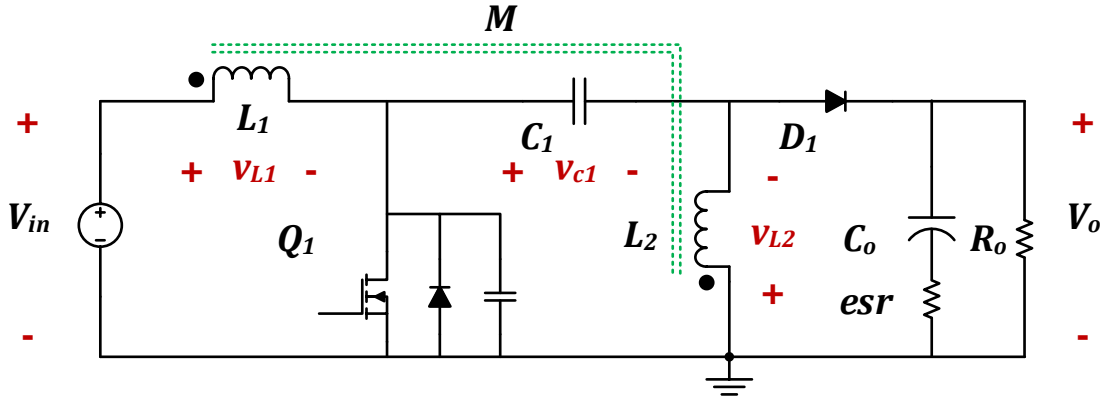 M
L1
C1
D1
+ vL1 -
+ vc1 -
+
Vin
-
Q1
L2
-
vL2
+
Co
esr
Ro
+
Vo
-